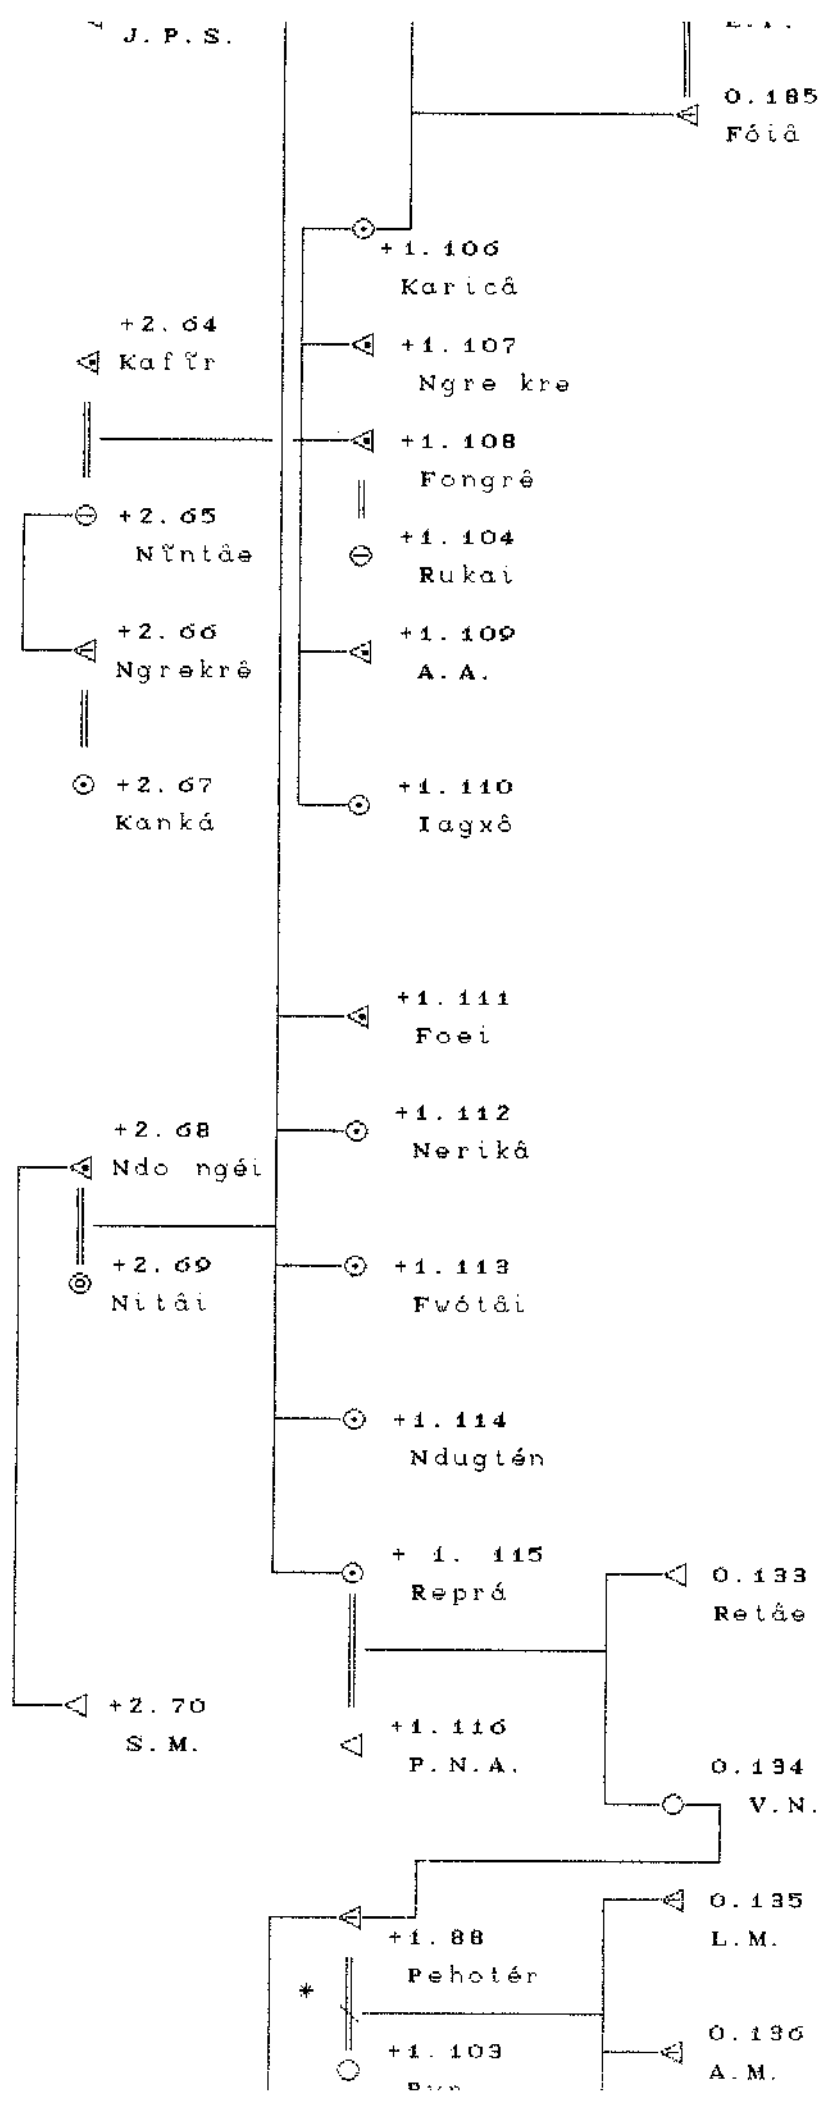 J.P.S.
0.185
Fóiâ
+1.106
Karicâ
+2.64
Kafĩr
+1.107
Ngre kre
+1.108
Fongrê
+2.65
Nĩntâe
+1.104
Rukai
+2.66
Ngrekrê
+1.109
A.A.
+2.67
Kanká
+1.110
Iagxô
+1.111
Foei
+1.112
Nerikâ
+2.68
Ndo ngéi
+2.69
Nitâi
+1.113
Fwótâi
+1.114
Ndugtén
+ 1. 115
Reprá
0.133
Retâe
+2.70
S.M.
+1.116
P.N.A.
0.134
V.N.
0.135
L.M.
+1.88
Pehotér
*
0.136
A.M.
+1.103